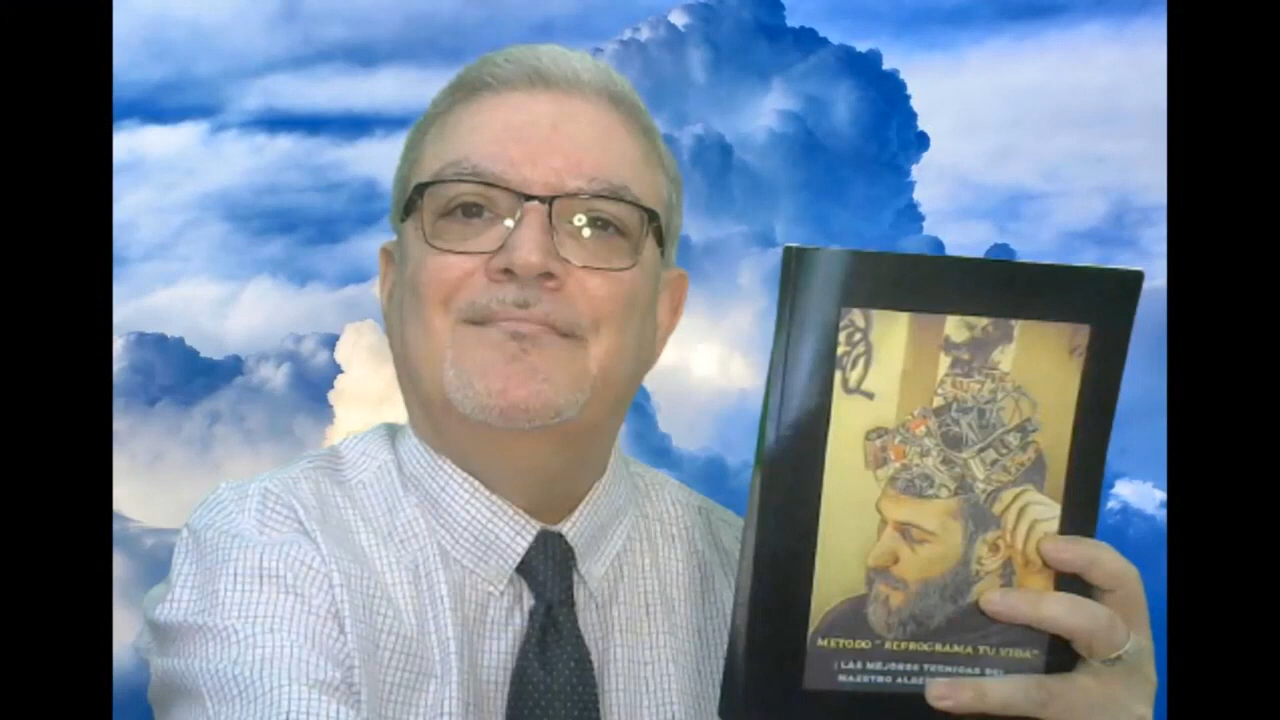 METODO " REPROGRAMA TU VIDA"
LAS MEJORES TECNICAS DEL
MAESTRO